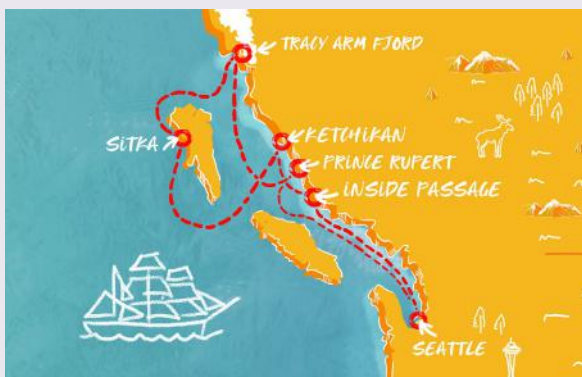 TRACY ARM FJORD
SITKA
KETCHIKAN
PRINCE RUPERT
INSIDE PASSAGE
SEATTLE